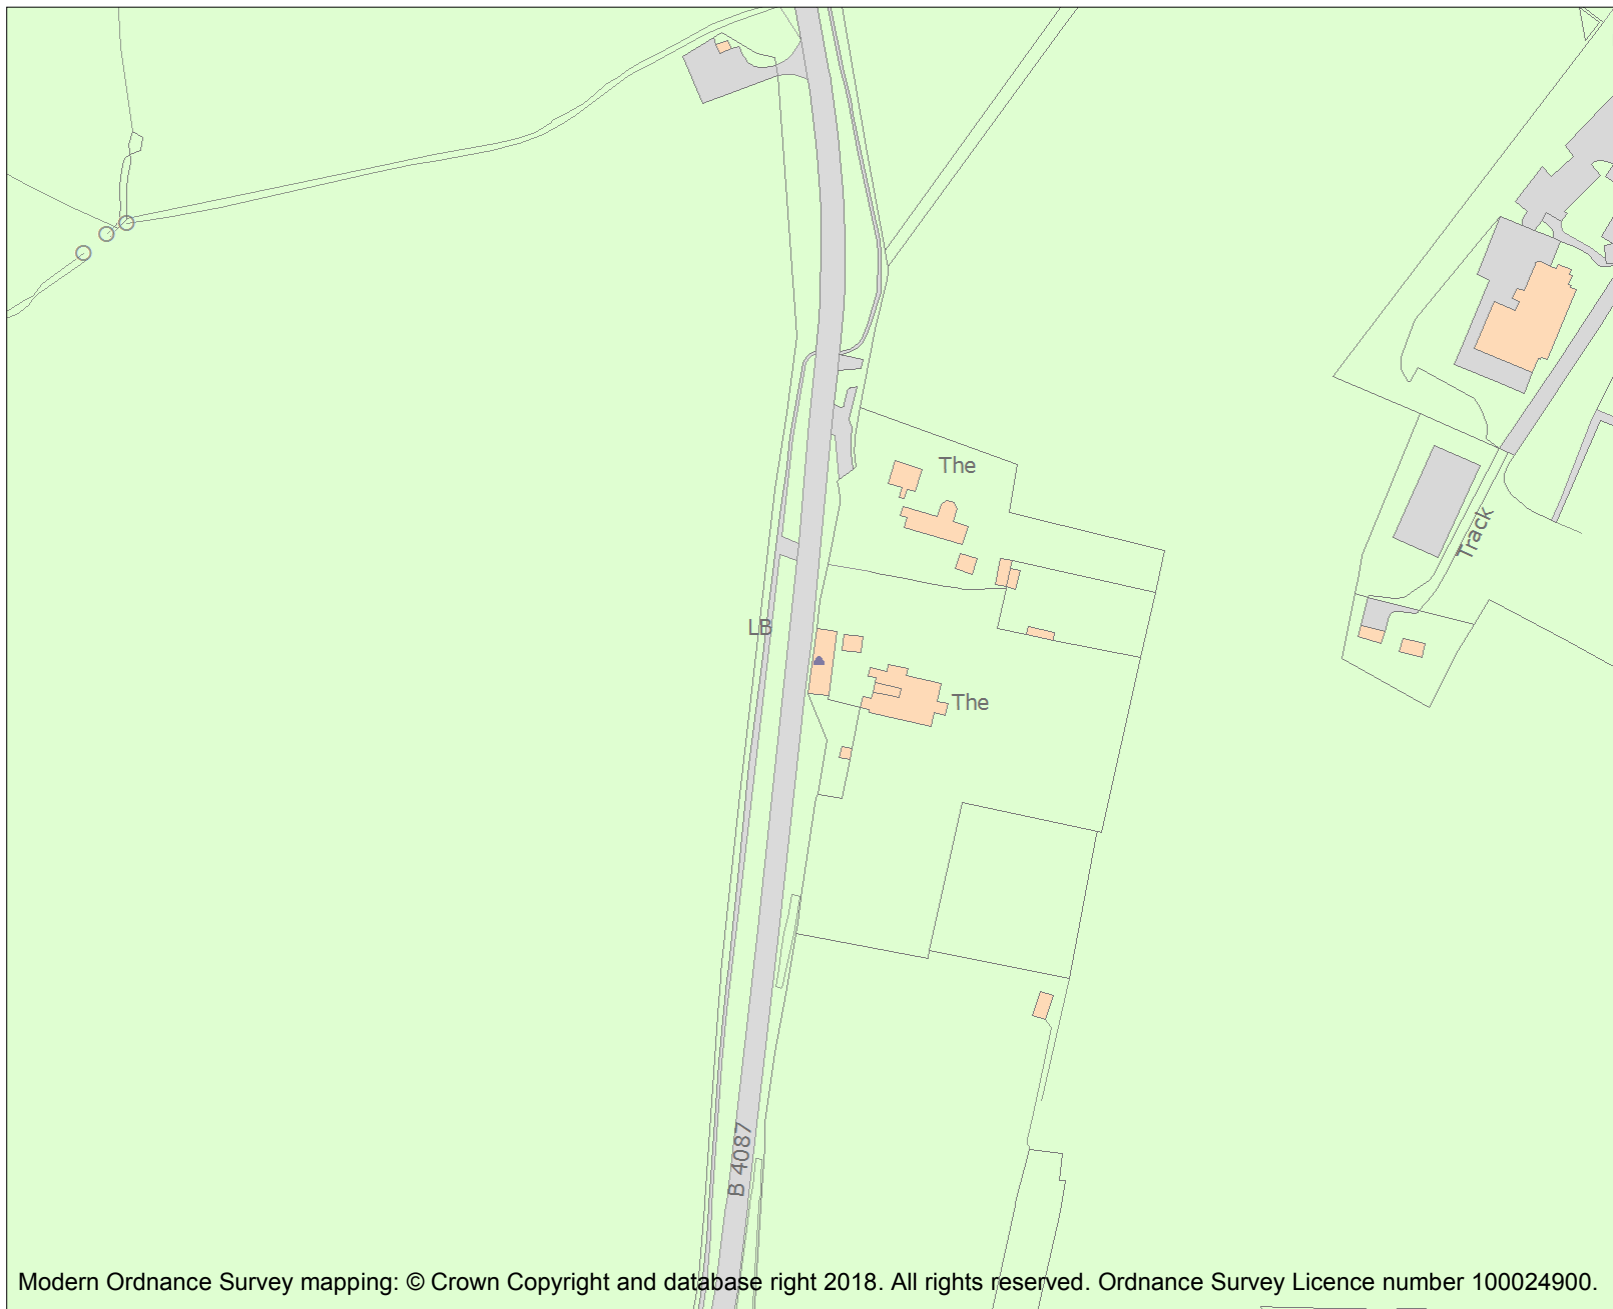 The
Track
LB
The
B 4087
Modern Ordnance Survey mapping: © Crown Copyright and database right 2018. All rights reserved. Ordnance Survey Licence number 100024900.